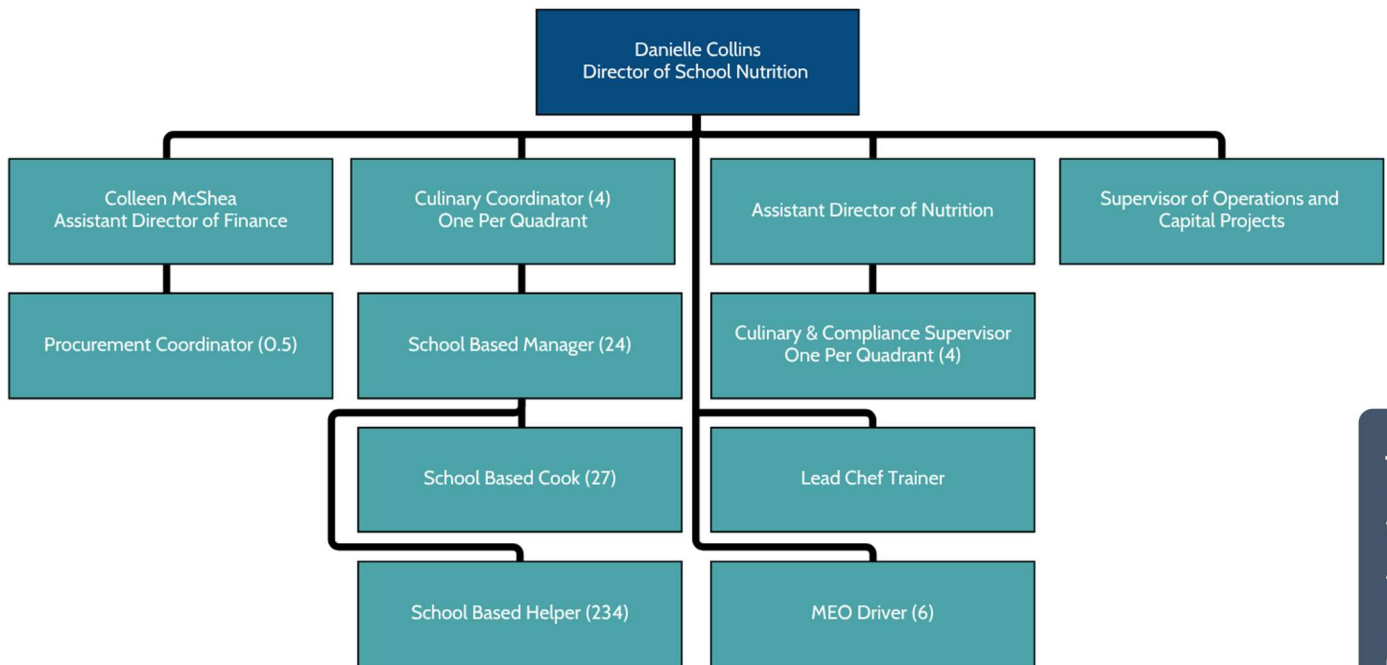 Danielle Collins
Director of School Nutrition
Colleen McShea
Assistant Director of Finance
Culinary Coordinator (4)
One Per Quadrant
Assistant Director of Nutrition
Supervisor of Operations and
Capital Projects
Procurement Coordinator (0.5)
School Based Manager (24)
Culinary & Compliance Supervisor
One Per Quadrant (4)
School Based Cook (27)
Lead Chef Trainer
School Based Helper (234)
MEO Driver (6)